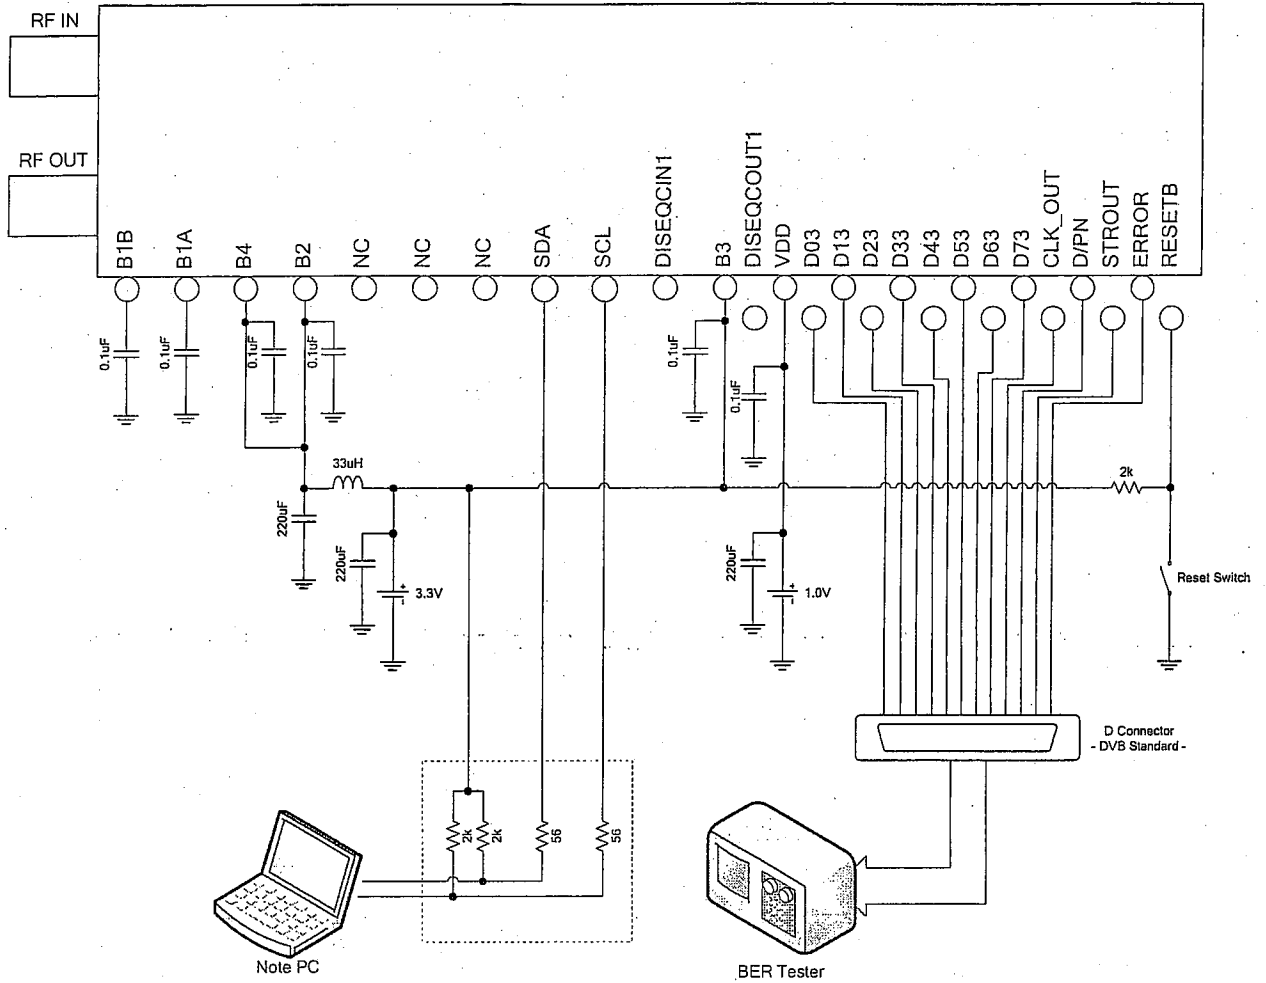 RF IN
RF OUT
B1B
B1A
B4
B2
NC
NC
NC
SDA
SCL
DISEQCIN1
B3
DISEQCOUT1
VDD
D03
D13
D23
D33
D43
D53
D63
D73
CLK_OUT
D/PN
STROUT
ERROR
RESETB
0.1uF
0.1uF
0.1uF
0.1uF
0.1uF
0.1uF
33uH
2k
220uF
220uF
+
-
3.3V
220uF
+
-
1.0V
Reset Switch
D Connector
- DVB Standard -
2k
2k
56
56
Note PC
BER Tester